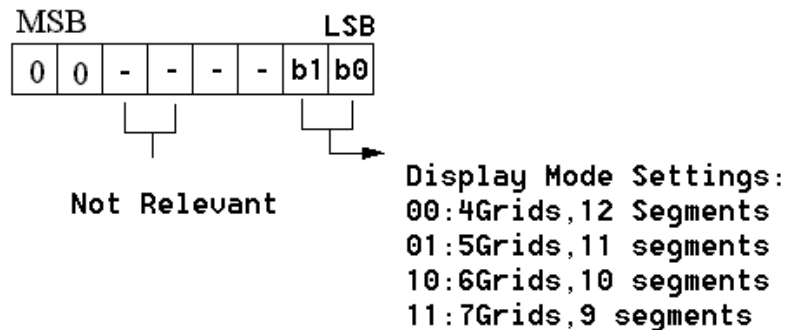 MSB LSB
0 0 - - - - b1 b0
Not Relevant
Display Mode Settings:
00:4Grids,12 Segments
01:5Grids,11 segments
10:6Grids,10 segments
11:7Grids,9 segments